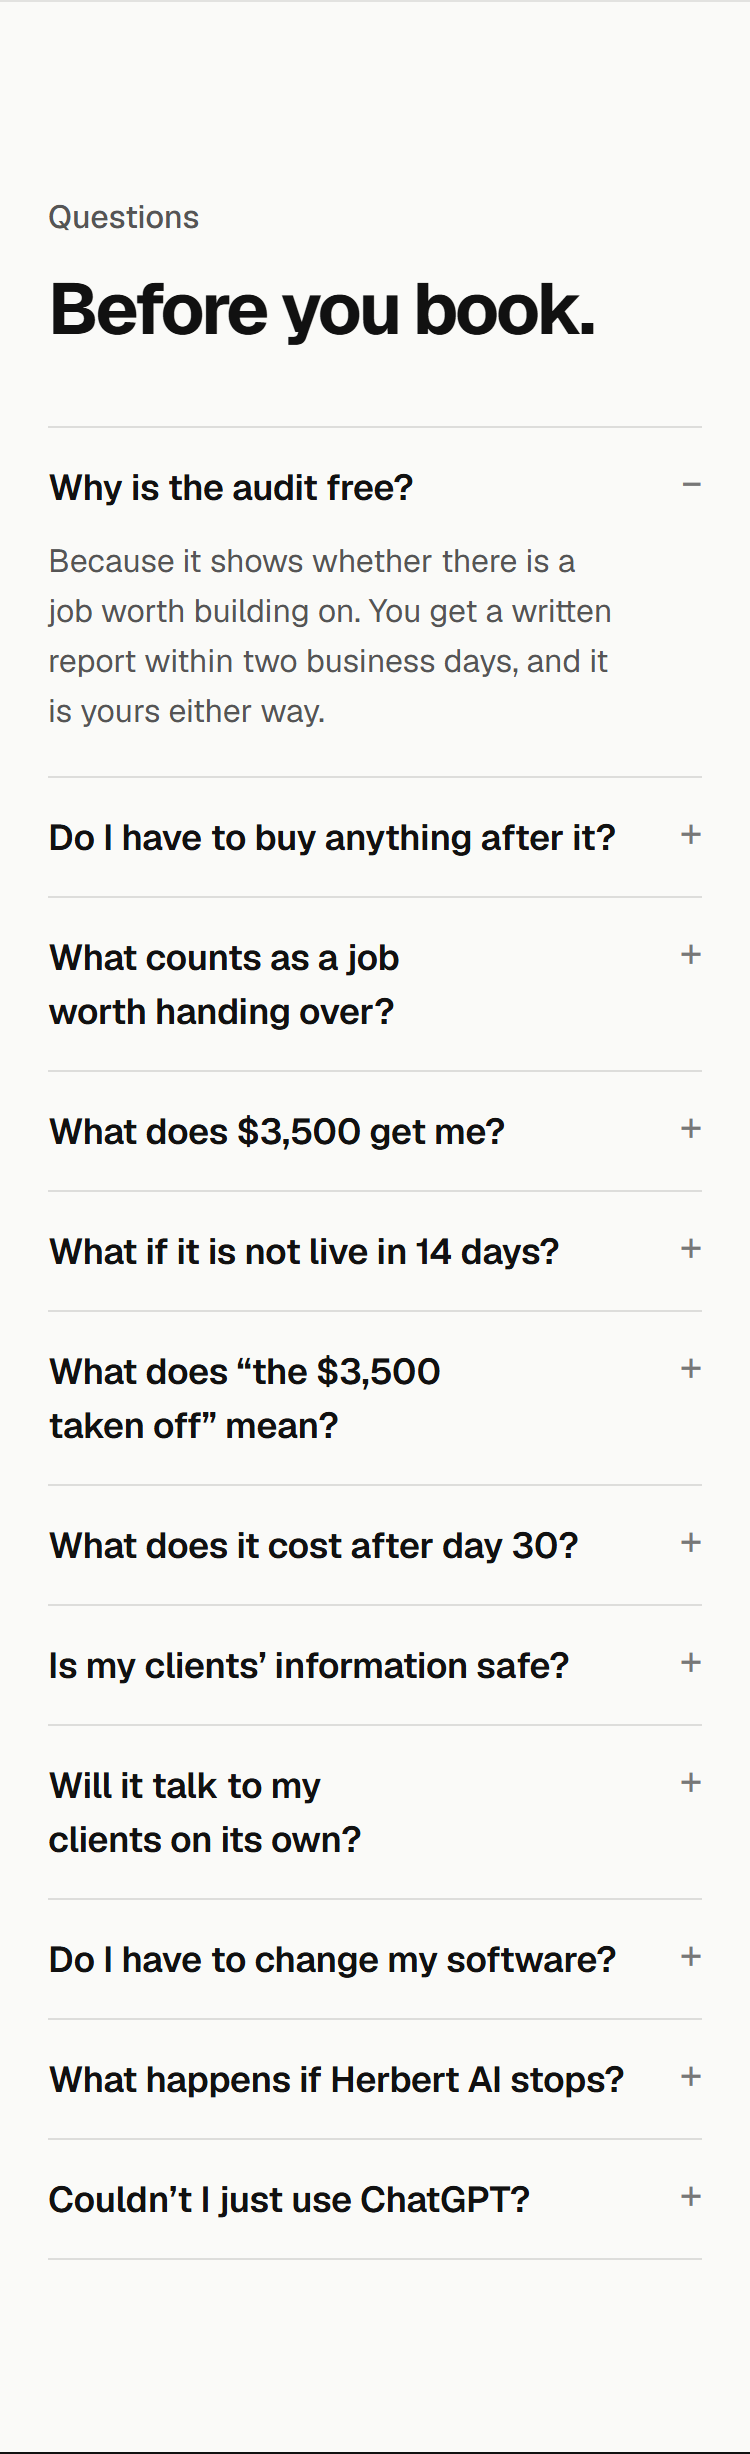 Questions
Before you book.
Why is the audit free?
−
Because it shows whether there is a
job worth building on. You get a written
report within two business days, and it
is yours either way.
Do I have to buy anything after it?
+
What counts as a job
+
worth handing over?
What does $3,500 get me?
+
What if it is not live in 14 days?
+
What does “the $3,500
+
taken off” mean?
What does it cost after day 30?
+
Is my clients’ information safe?
+
Will it talk to my
+
clients on its own?
Do I have to change my software?
+
What happens if Herbert AI stops?
+
Couldn’t I just use ChatGPT?
+